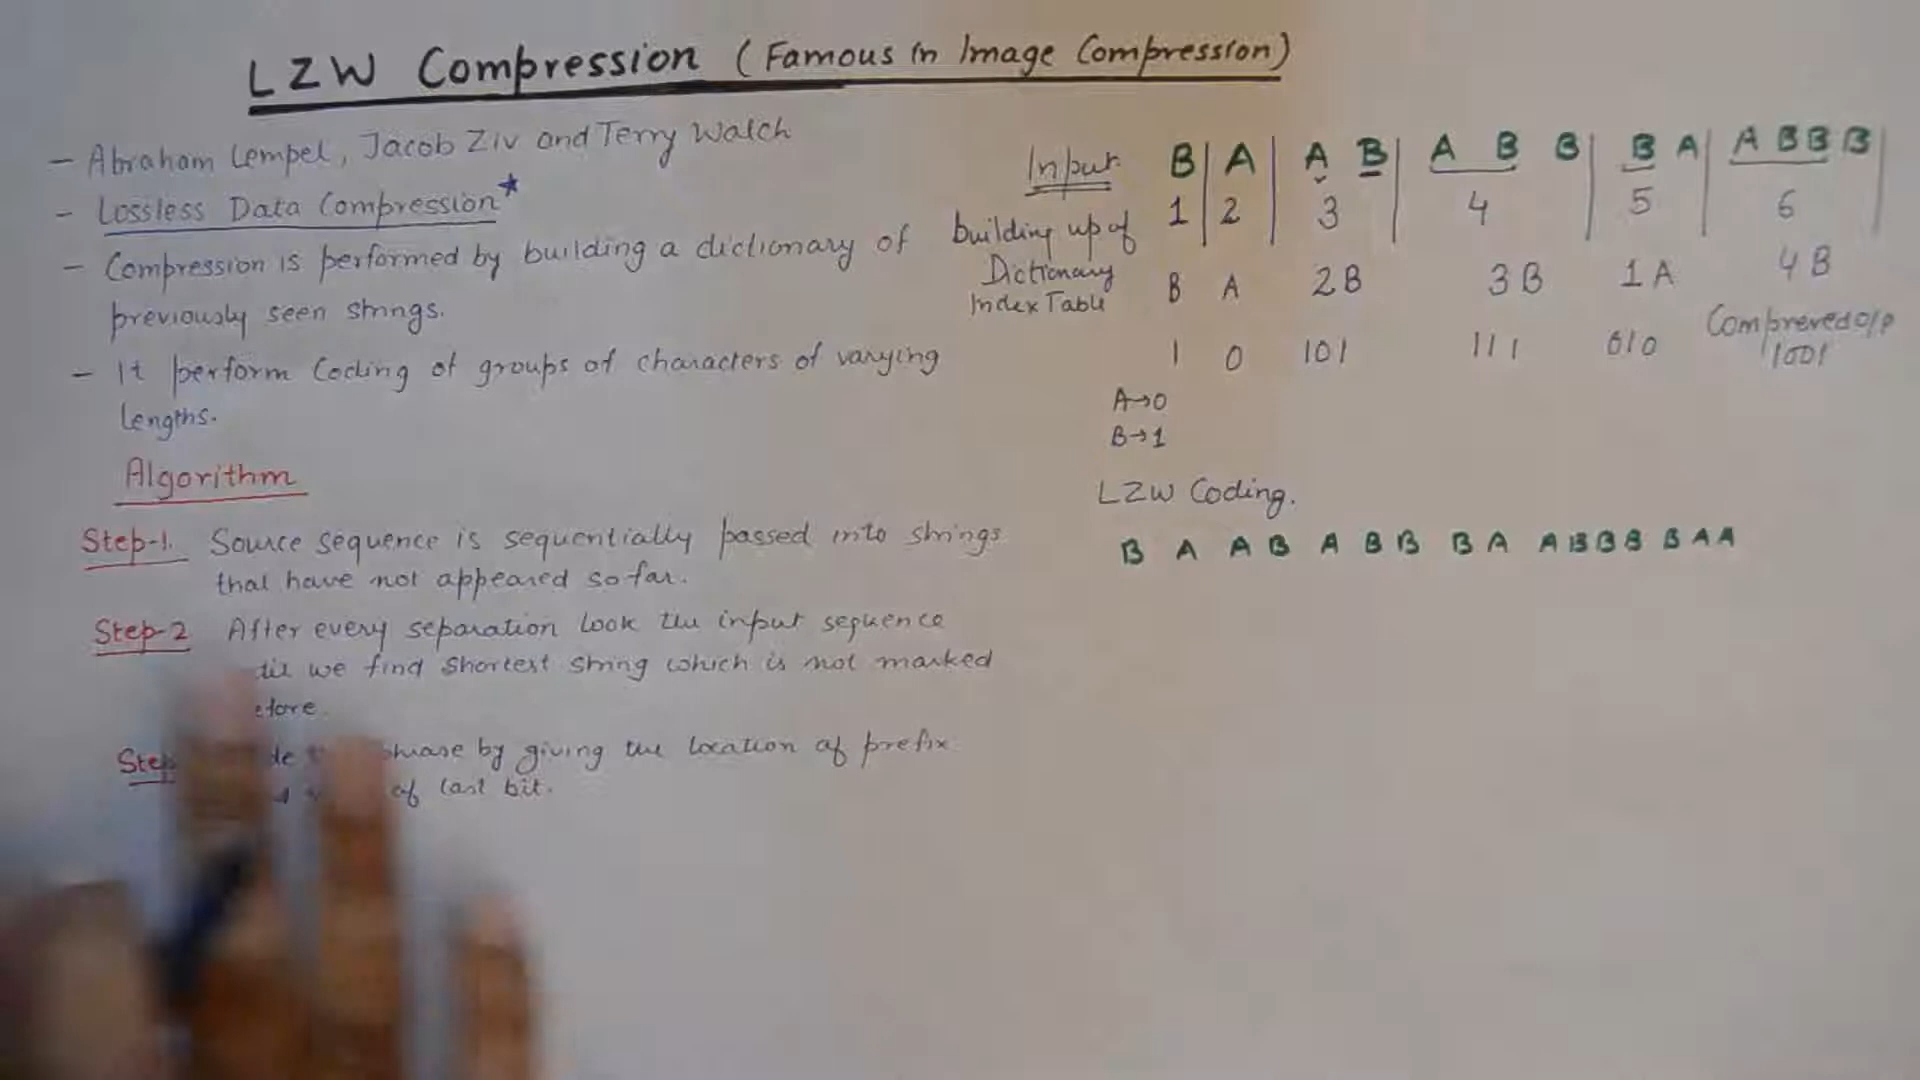 LZW Compression (Famous in Image Compression)
- Abraham Lempel, Jacob Ziv and Terry Walch
- Lossless Data Compression*
- Compression is performed by building a dictionary of
previously seen strings.
- It perform Coding of groups of characters of varying
lengths.
Algorithm
Step-1. Source sequence is sequentially passed into strings
that have not appeared so far.
Step-2 After every separation look the input sequence
we find shortest string which is not marked
Step phrase by giving the location of prefix
of last bit.
Input B | A | A B | A B B | B A | A B B B |
1 | 2 | 3 | 4 | 5 | 6 |
building up of
Dictionary
Index Table
B A 2B 3B 1A 4B
1 0 101 111 010 1001
A→0
B→1
LZW Coding.
B A A B A B B B A A B B B B A A